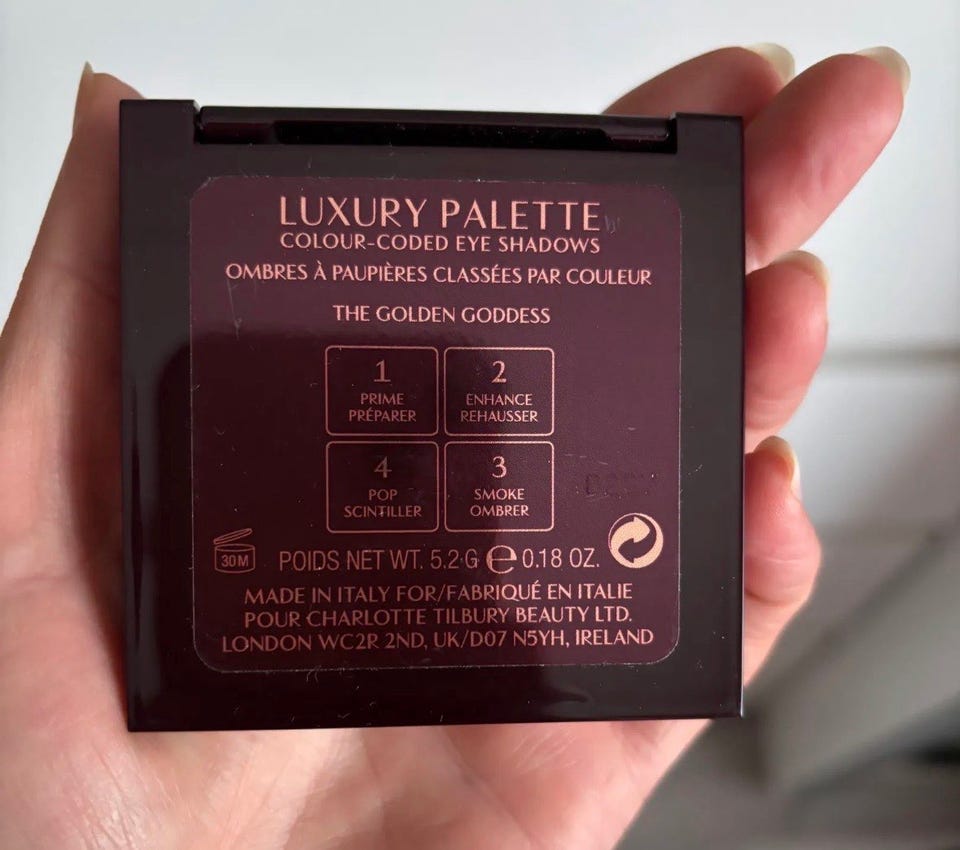 LUXURY PALETTE
COLOUR-CODED EYE SHADOWS
OMBRES À PAUPIÈRES CLASSÉES PAR COULEUR
THE GOLDEN GODDESS
1
PRIME
PRÉPARER
2
ENHANCE
REHAUSSER
4
POP
SCINTILLER
3
SMOKE
OMBRER
30M
POIDS NET WT. 5.2 G ℮ 0.18 OZ.
MADE IN ITALY FOR/FABRIQUÉ EN ITALIE
POUR CHARLOTTE TILBURY BEAUTY LTD.
LONDON WC2R 2ND, UK/D07 N5YH, IRELAND